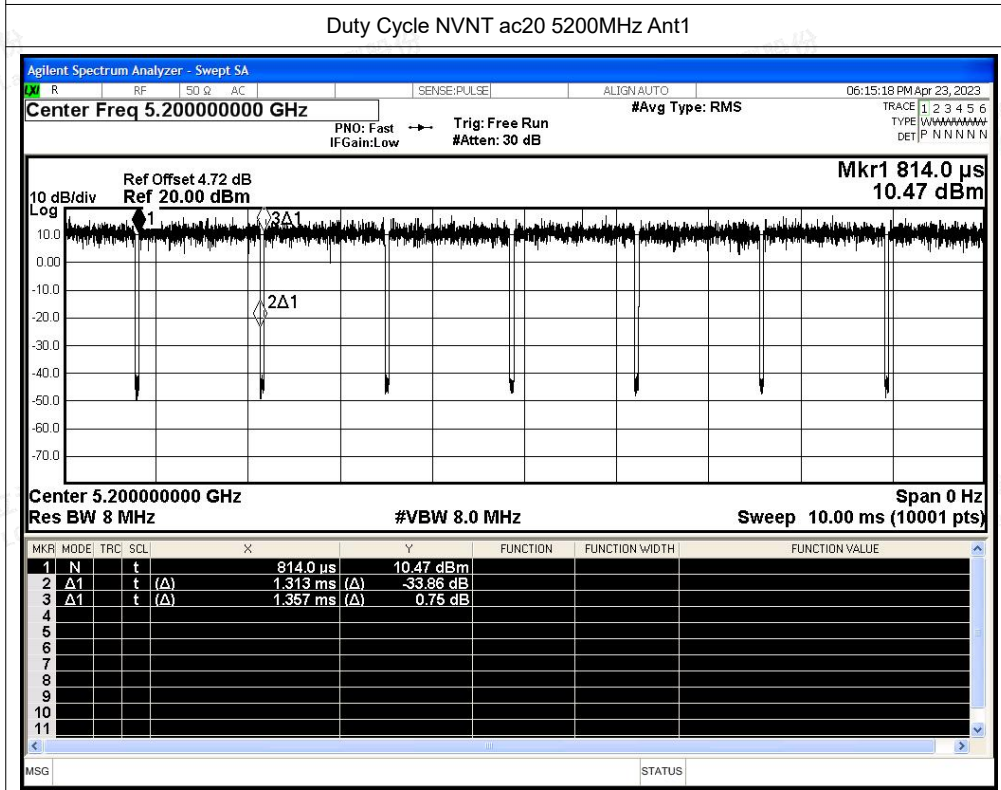 Duty Cycle NVNT ac20 5200MHz Ant1
Agilent Spectrum Analyzer - Swept SA
LXI R RF 50 Ω AC SENSE:PULSE ALIGN AUTO 06:15:18 PM Apr 23, 2023
Center Freq 5.200000000 GHz #Avg Type: RMS TRACE 1 2 3 4 5 6
PNO: Fast Trig: Free Run TYPE WWWWWW
IFGain:Low #Atten: 30 dB DET P N N N N N
Mkr1 814.0 µs
Ref Offset 4.72 dB
10 dB/div Ref 20.00 dBm 10.47 dBm
Log
1 3Δ1
10.0
0.00
-10.0
2Δ1
-20.0
-30.0
-40.0
-50.0
-60.0
-70.0
Center 5.200000000 GHz Span 0 Hz
Res BW 8 MHz #VBW 8.0 MHz Sweep 10.00 ms (10001 pts)
MKR MODE TRC SCL X Y FUNCTION FUNCTION WIDTH FUNCTION VALUE
1 N t 814.0 µs 10.47 dBm
2 Δ1 t (Δ) 1.313 ms (Δ) -33.86 dB
3 Δ1 t (Δ) 1.357 ms (Δ) 0.75 dB
4
5
6
7
8
9
10
11
MSG STATUS